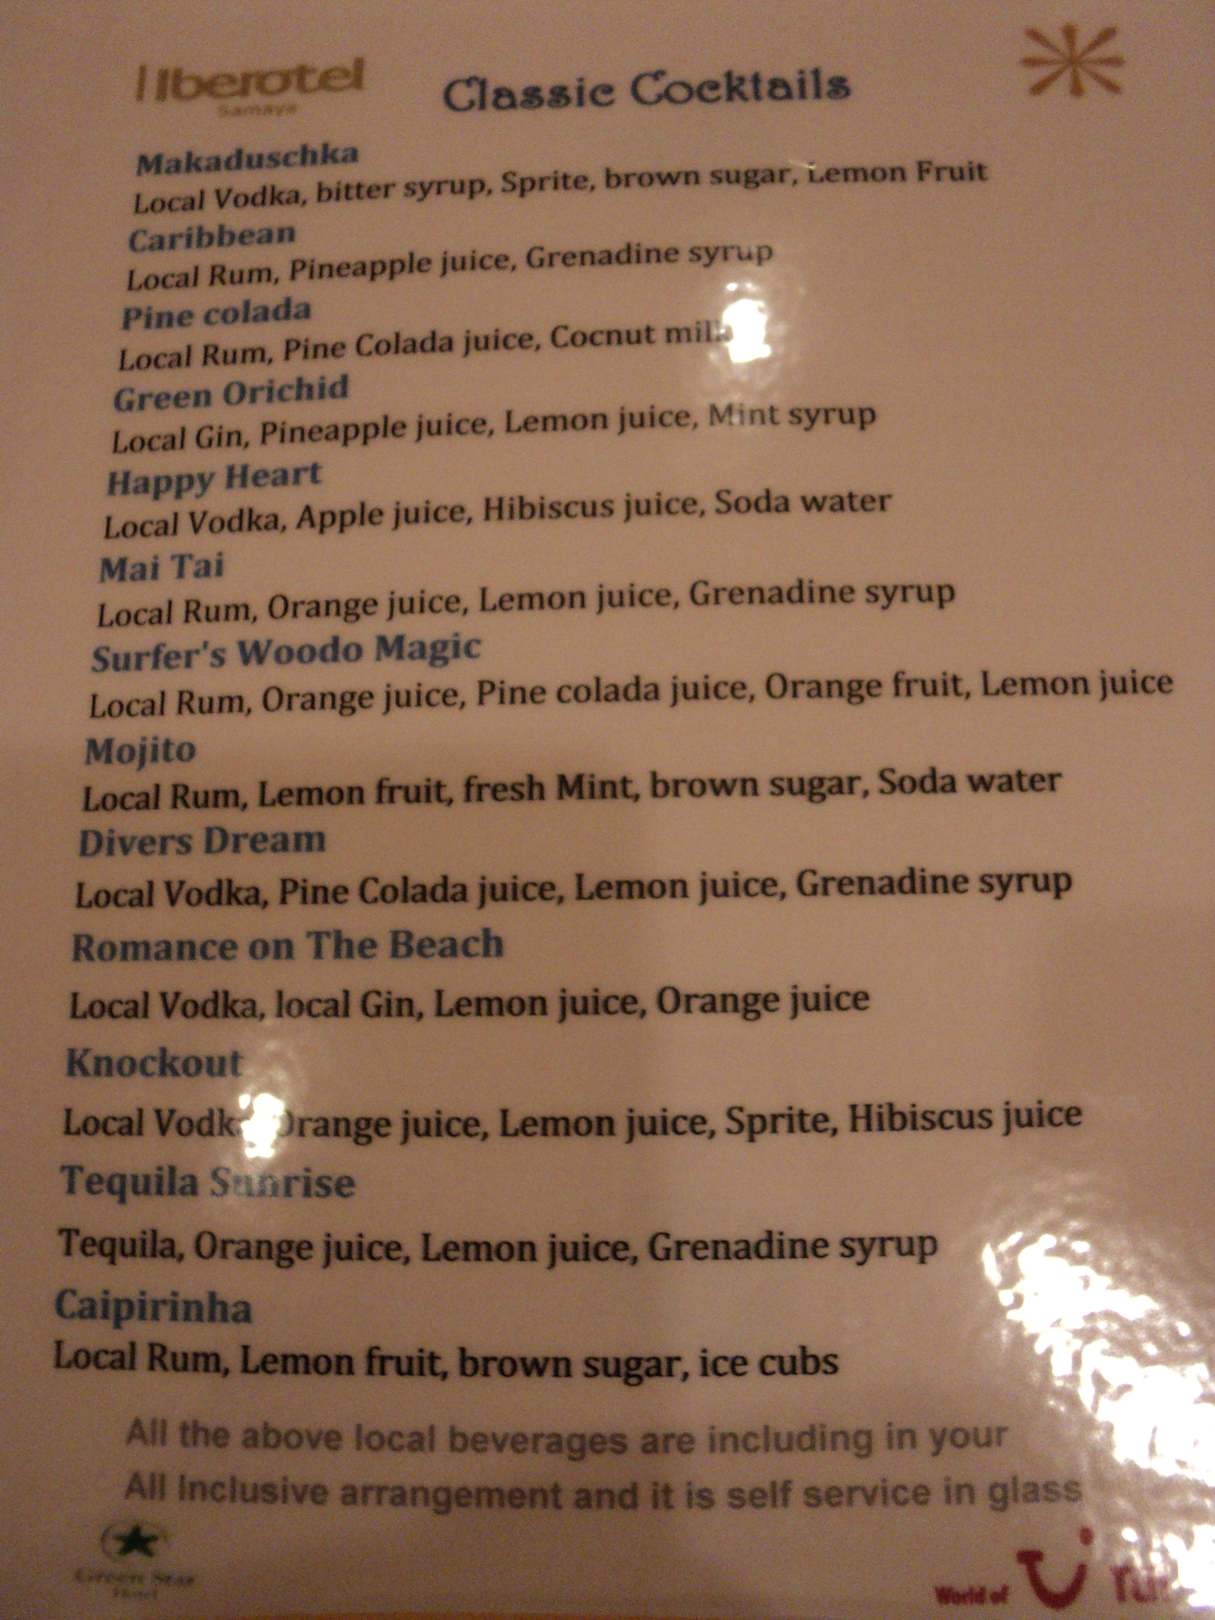 Iberotel
Samaya
Classic Cocktails
Makaduschka
Local Vodka, bitter syrup, Sprite, brown sugar, Lemon Fruit
Caribbean
Local Rum, Pineapple juice, Grenadine syrup
Pine colada
Local Rum, Pine Colada juice, Cocnut milk
Green Orichid
Local Gin, Pineapple juice, Lemon juice, Mint syrup
Happy Heart
Local Vodka, Apple juice, Hibiscus juice, Soda water
Mai Tai
Local Rum, Orange juice, Lemon juice, Grenadine syrup
Surfer's Woodo Magic
Local Rum, Orange juice, Pine colada juice, Orange fruit, Lemon juice
Mojito
Local Rum, Lemon fruit, fresh Mint, brown sugar, Soda water
Divers Dream
Local Vodka, Pine Colada juice, Lemon juice, Grenadine syrup
Romance on The Beach
Local Vodka, local Gin, Lemon juice, Orange juice
Knockout
Local Vodka, Orange juice, Lemon juice, Sprite, Hibiscus juice
Tequila Sunrise
Tequila, Orange juice, Lemon juice, Grenadine syrup
Caipirinha
Local Rum, Lemon fruit, brown sugar, ice cubs
All the above local beverages are including in your
All Inclusive arrangement and it is self service in glass
Green Star
Hotel
World of